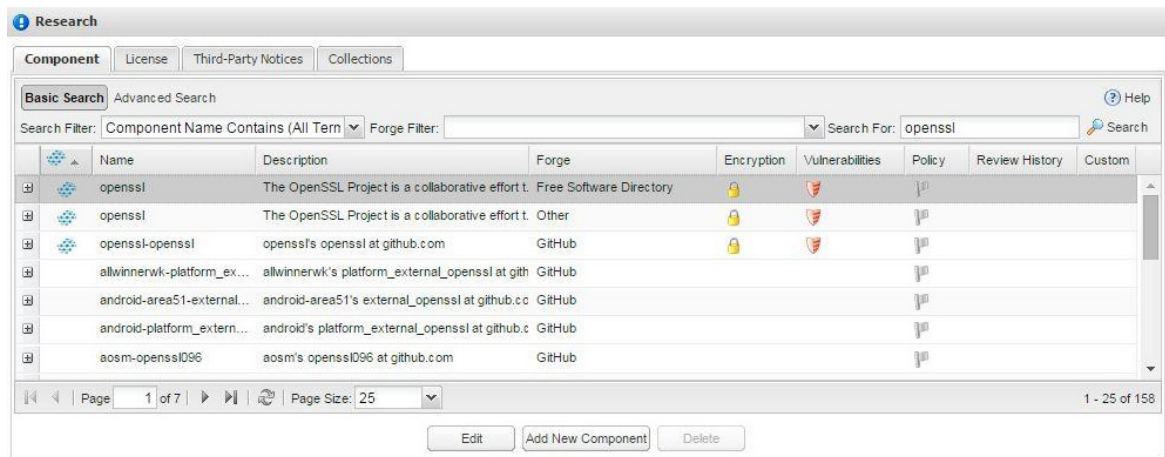 Research
Component License Third-Party Notices Collections
Basic Search Advanced Search Help
Search Filter: Component Name Contains (All Tern Forge Filter: Search For: openssl Search
Name Description Forge Encryption Vulnerabilities Policy Review History Custom
openssl The OpenSSL Project is a collaborative effort t. Free Software Directory
openssl The OpenSSL Project is a collaborative effort t. Other
openssl-openssl openssl's openssl at github.com GitHub
allwinnerwk-platform_ex... allwinnerwk's platform_external_openssl at gith GitHub
android-area51-external... android-area51's external_openssl at github.cc GitHub
android-platform_extern... android's platform_external_openssl at github.c GitHub
aosm-openssl096 aosm's openssl096 at github.com GitHub
Page 1 of 7 Page Size: 25 1 - 25 of 158
Edit Add New Component Delete